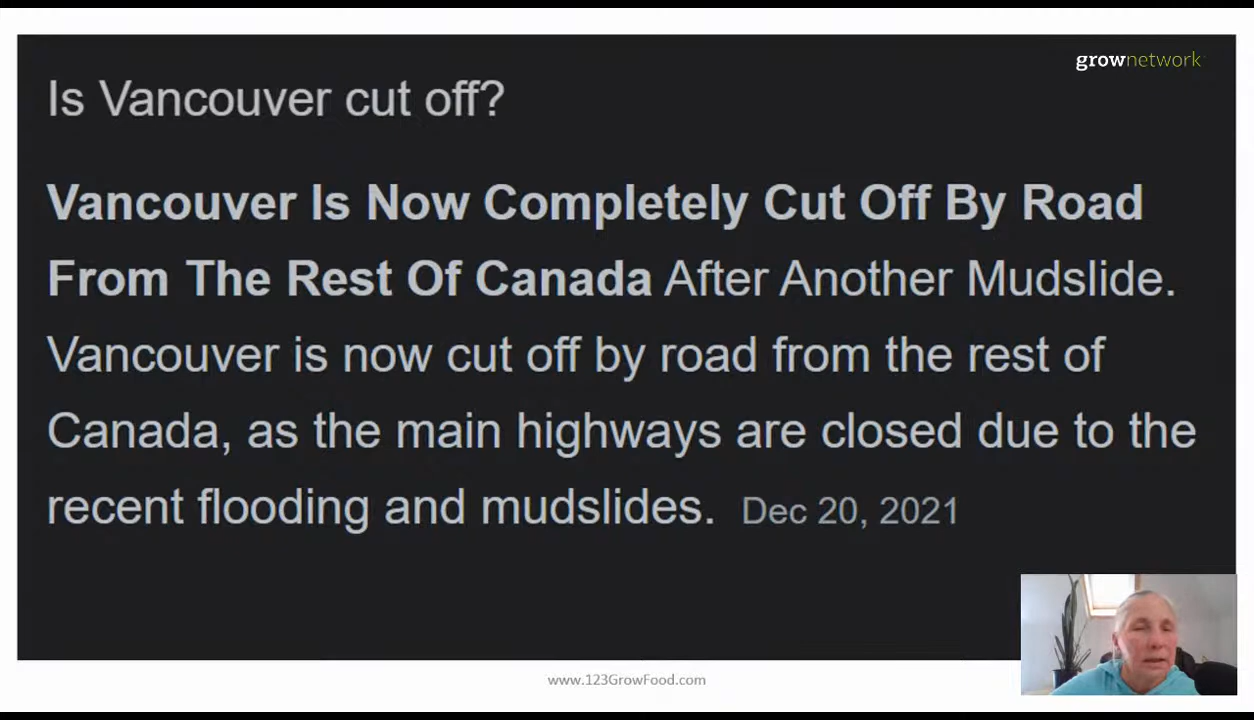 grownetwork
Is Vancouver cut off?
Vancouver Is Now Completely Cut Off By Road
From The Rest Of Canada After Another Mudslide.
Vancouver is now cut off by road from the rest of
Canada, as the main highways are closed due to the
recent flooding and mudslides. Dec 20, 2021
www.123GrowFood.com